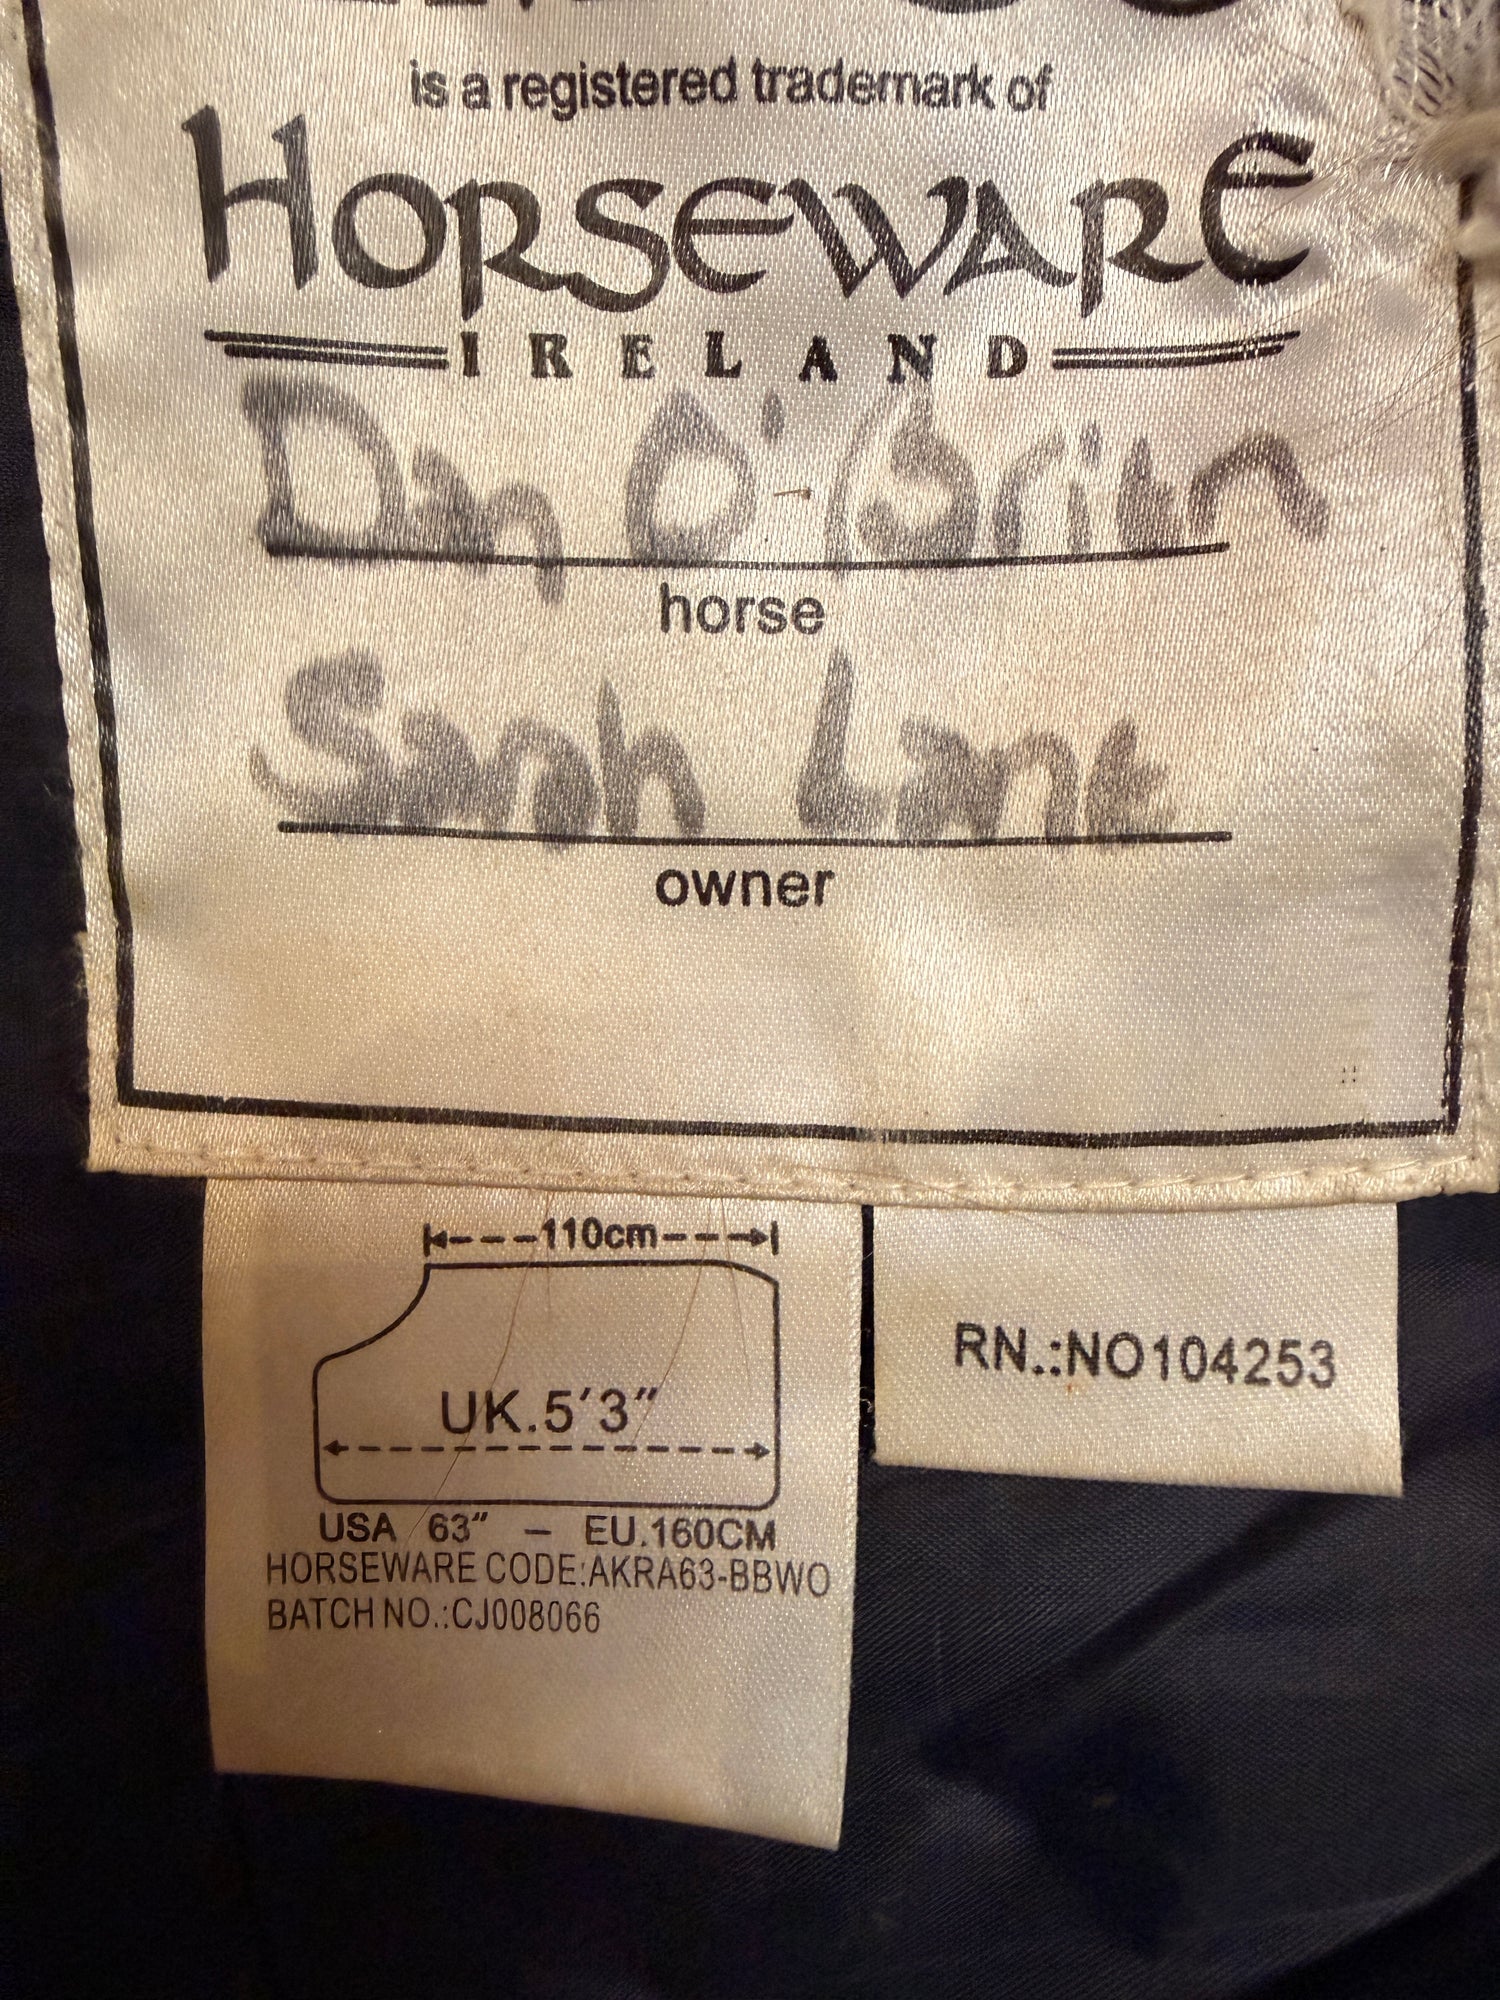 is a registered trademark of
HORSEWARE
IRELAND
Dan O'Brien
horse
Sarah Lane
owner
110cm
UK.5'3"
USA 63" – EU.160CM
HORSEWARE CODE:AKRA63-BBWO
BATCH NO.:CJ008066
RN.:NO104253